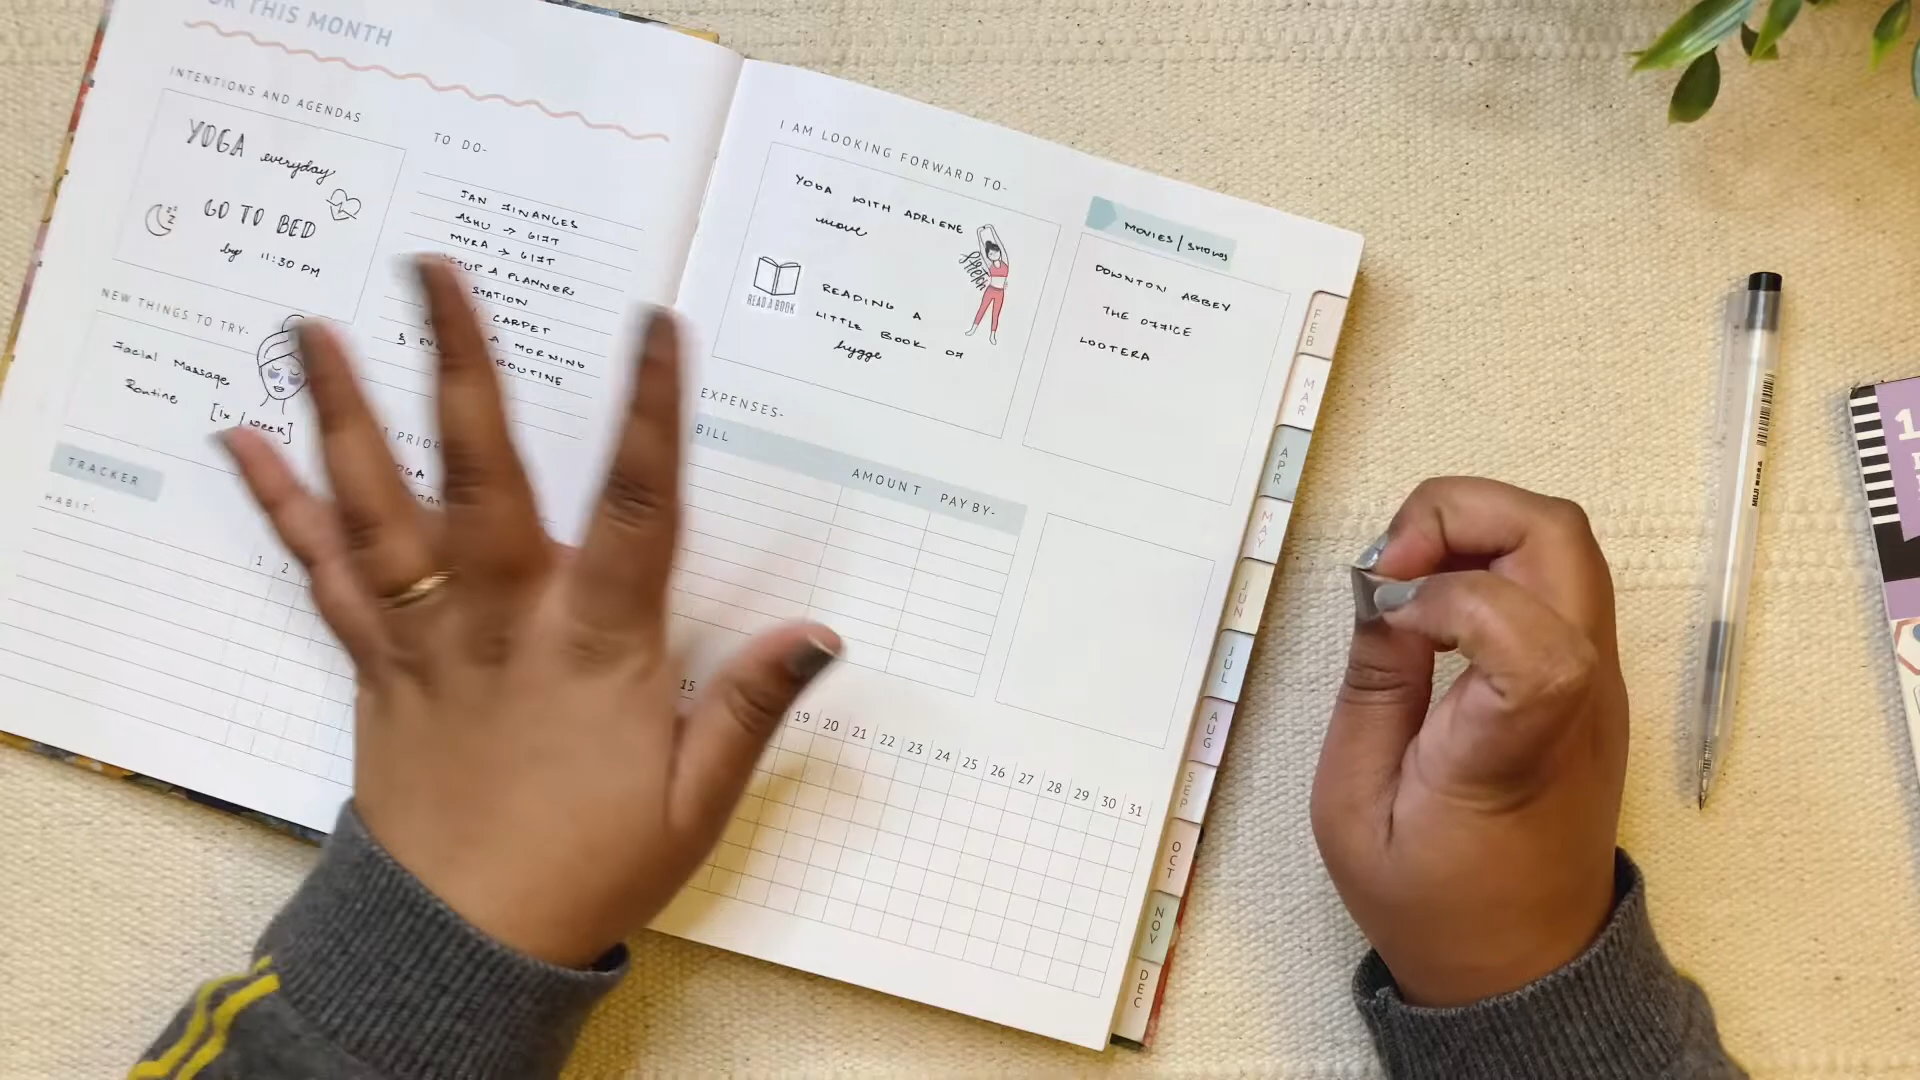 THIS MONTH
INTENTIONS AND AGENDAS
YOGA everyday
GO TO BED
by 11:30 PM
NEW THINGS TO TRY-
Facial Massage
Routine [1x/week]
TRACKER
HABIT-
1 2
TO DO-
JAN FINANCES
ASHU → GIFT
MYRA → GIFT
A PLANNER
STATION
CARPET
A MORNING
& ROUTINE
I AM LOOKING FORWARD TO-
YOGA WITH ADRIENE
move
Stretch
READ A BOOK
READING A
LITTLE BOOK OF
hygge
MOVIES/SHOWS
DOWNTON ABBEY
THE OFFICE
LOOTERA
EXPENSES-
BILL AMOUNT PAY BY-
15
19 20 21 22 23 24 25 26 27 28 29 30 31
FEB
MAR
APR
MAY
JUN
JUL
AUG
SEP
OCT
NOV
DEC
MUJI